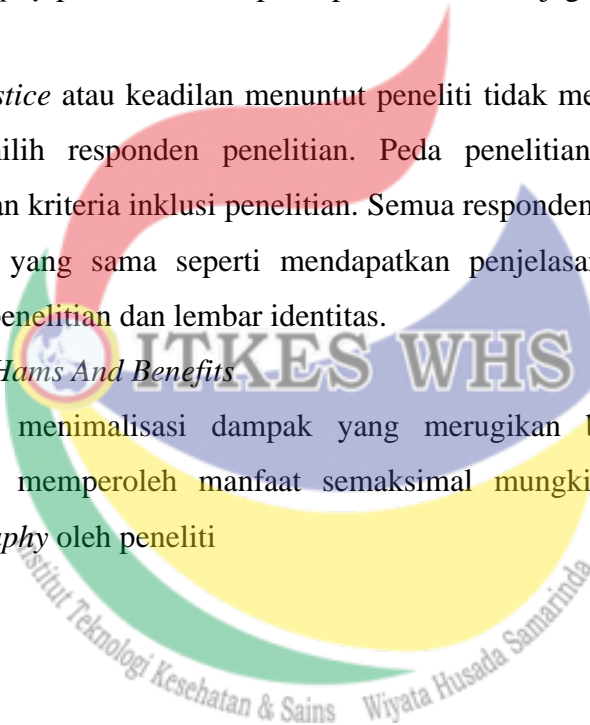 stice atau keadilan menuntut peneliti tidak me
ilih responden penelitian. Peda penelitian
an kriteria inklusi penelitian. Semua responden
yang sama seperti mendapatkan penjelasan
penelitian dan lembar identitas.
ITKES WHS
Hams And Benefits
menimalisasi dampak yang merugikan b
memperoleh manfaat semaksimal mungki
aphy oleh peneliti
Institut Teknologi Kesehatan & Sains Wiyata Husada Samarinda